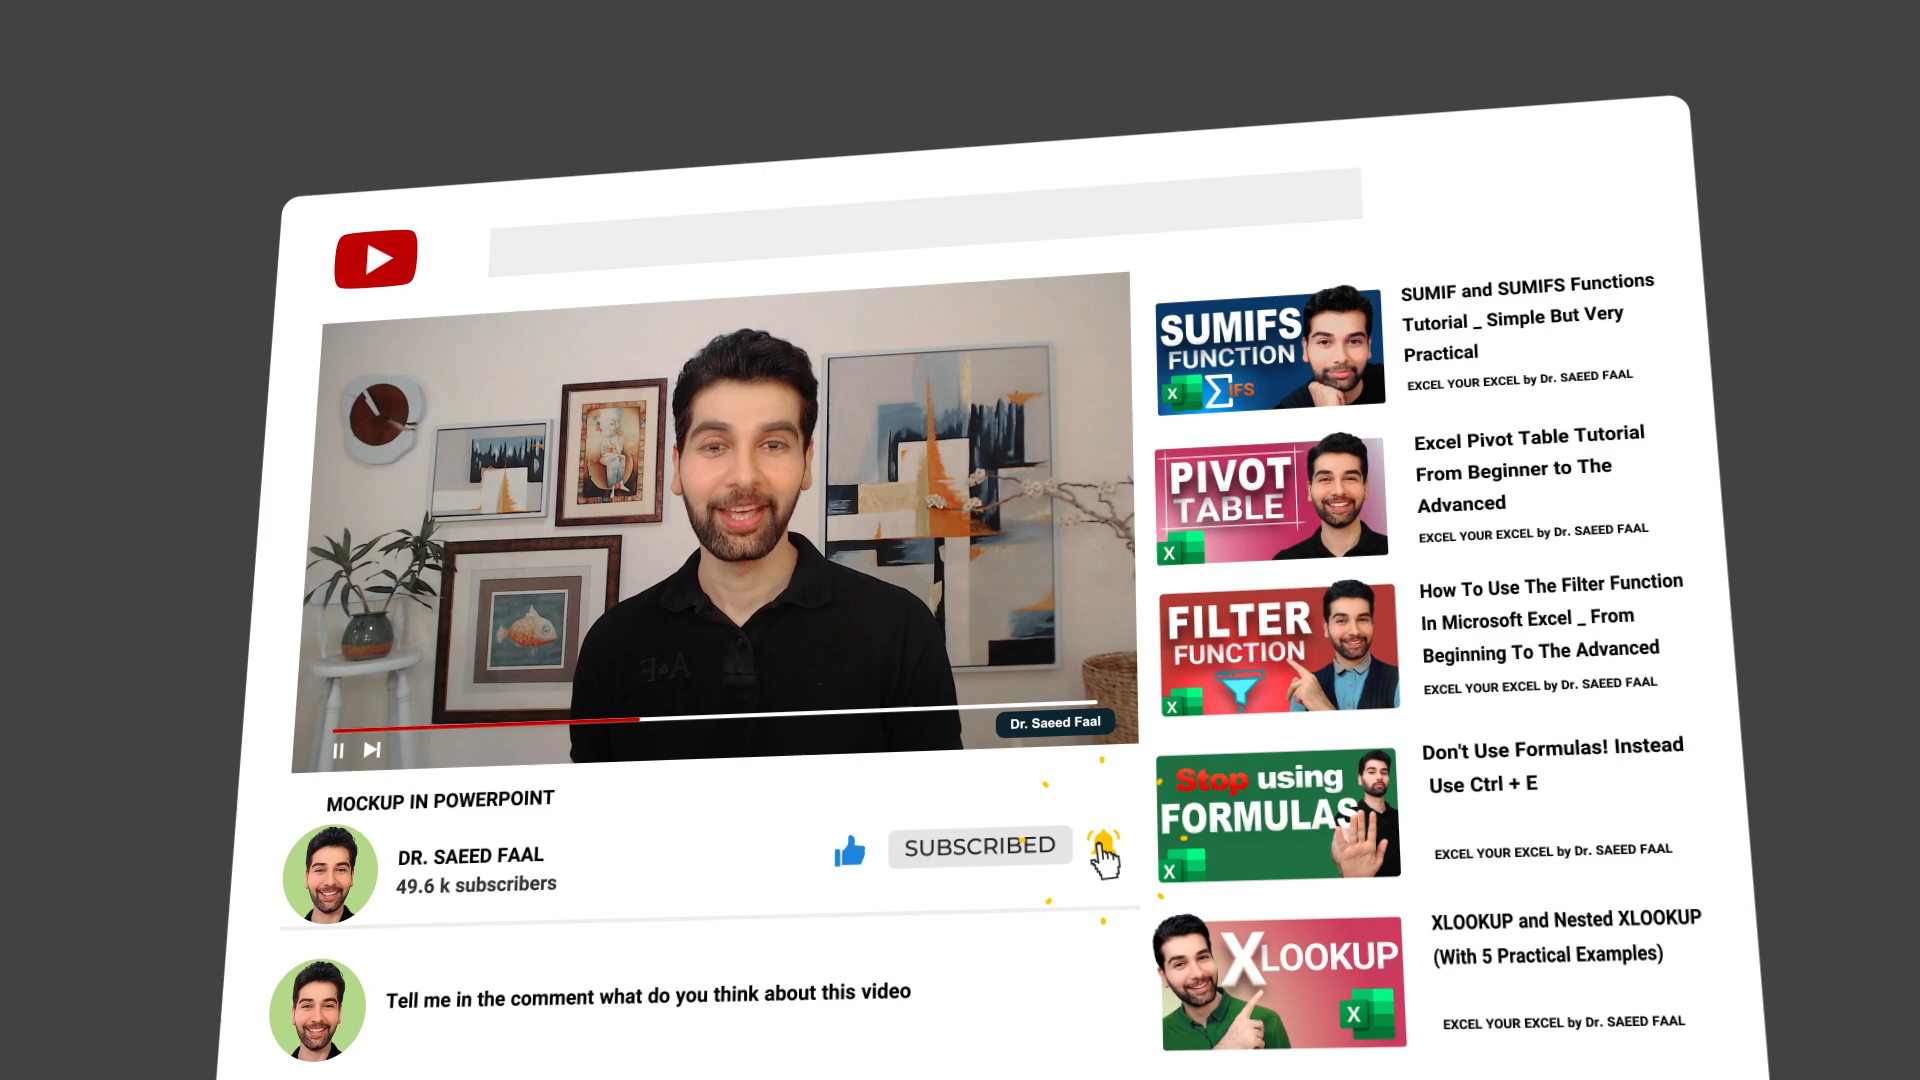 Dr. Saeed Faal
MOCKUP IN POWERPOINT
DR. SAEED FAAL
49.6 k subscribers
SUBSCRIBED
Tell me in the comment what do you think about this video
SUMIFS
FUNCTION
X
IFS
SUMIF and SUMIFS Functions
Tutorial _ Simple But Very
Practical
EXCEL YOUR EXCEL by Dr. SAEED FAAL
PIVOT
TABLE
X
Excel Pivot Table Tutorial
From Beginner to The
Advanced
EXCEL YOUR EXCEL by Dr. SAEED FAAL
FILTER
FUNCTION
X
How To Use The Filter Function
In Microsoft Excel _ From
Beginning To The Advanced
EXCEL YOUR EXCEL by Dr. SAEED FAAL
Stop using
FORMULAS
X
Don't Use Formulas! Instead
Use Ctrl + E
EXCEL YOUR EXCEL by Dr. SAEED FAAL
XLOOKUP
X
XLOOKUP and Nested XLOOKUP
(With 5 Practical Examples)
EXCEL YOUR EXCEL by Dr. SAEED FAAL